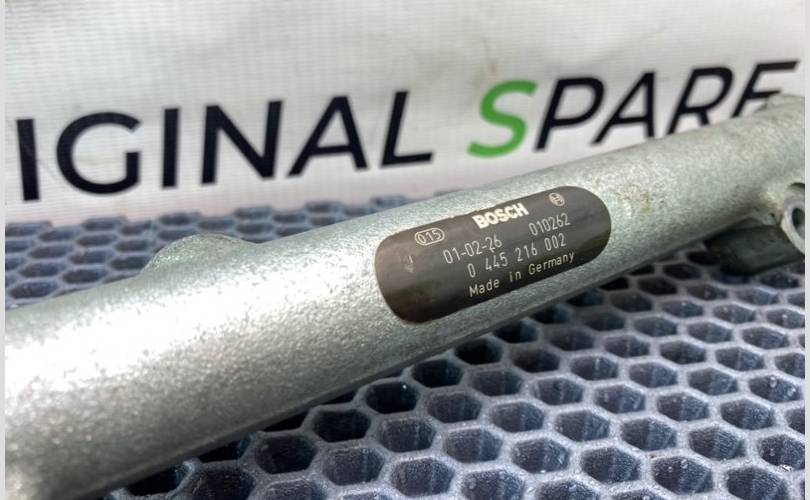 IGINAL SPARE
015 BOSCH
01-02-26 010262
0 445 216 002
Made in Germany